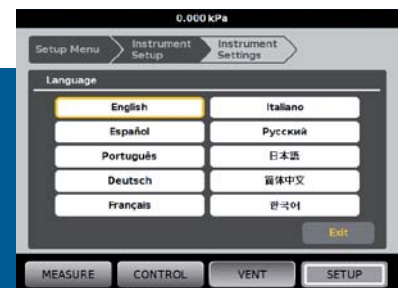 0.000 kPa
Setup Menu
Instrument Setup
Instrument Settings
Language
English
Italiano
Español
Русский
Português
日本語
Deutsch
简体中文
Français
한국어
Exit
MEASURE CONTROL VENT SETUP